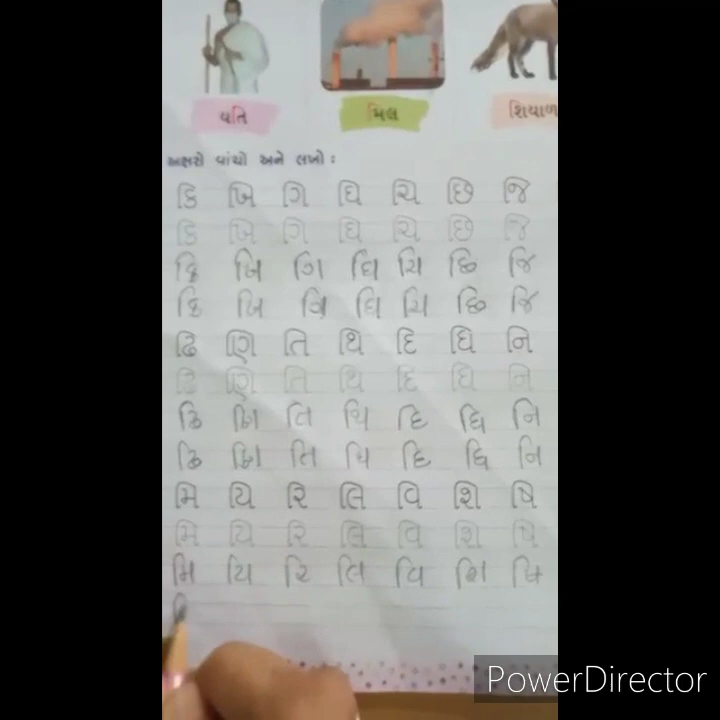 યતિ મિલ શિયાળ
અક્ષરો વાંચો અને લખો :
કિ ખિ ગિ ઘિ ચિ છિ જિ
કિ ખિ ગિ ઘિ ચિ છિ જિ
કિ ખિ ગિ ઘિ ચિ છિ જિ
કિ ખિ ગિ ઘિ ચિ છિ જિ
ઢિ ણિ તિ થિ દિ ધિ નિ
ઢિ ણિ તિ થિ દિ ધિ નિ
ઢિ ણિ તિ થિ દિ ધિ નિ
ઢિ ણિ તિ થિ દિ ધિ નિ
મિ યિ રિ લિ વિ શિ ષિ
મિ યિ રિ લિ વિ શિ ષિ
મિ યિ રિ લિ વિ શિ ષિ
PowerDirector